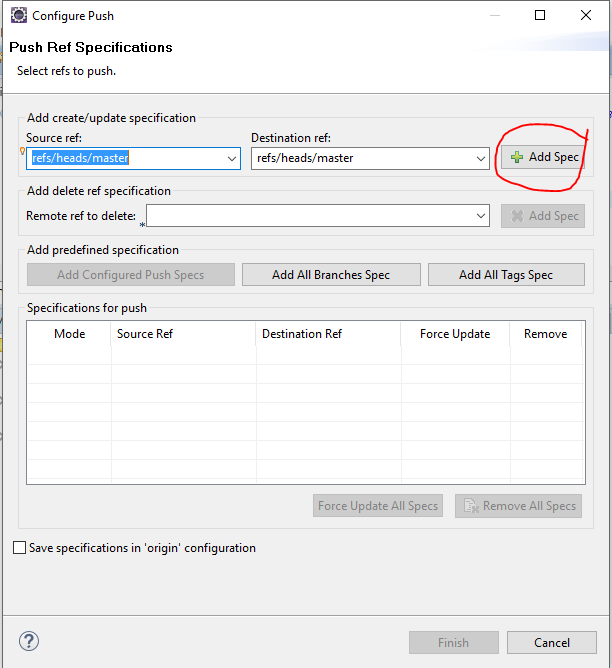 Configure Push
Push Ref Specifications
Select refs to push.
Add create/update specification
Source ref: Destination ref:
refs/heads/master refs/heads/master Add Spec
Add delete ref specification
Remote ref to delete: * Add Spec
Add predefined specification
Add Configured Push Specs Add All Branches Spec Add All Tags Spec
Specifications for push
Mode Source Ref Destination Ref Force Update Remove
Force Update All Specs Remove All Specs
Save specifications in 'origin' configuration
? Finish Cancel